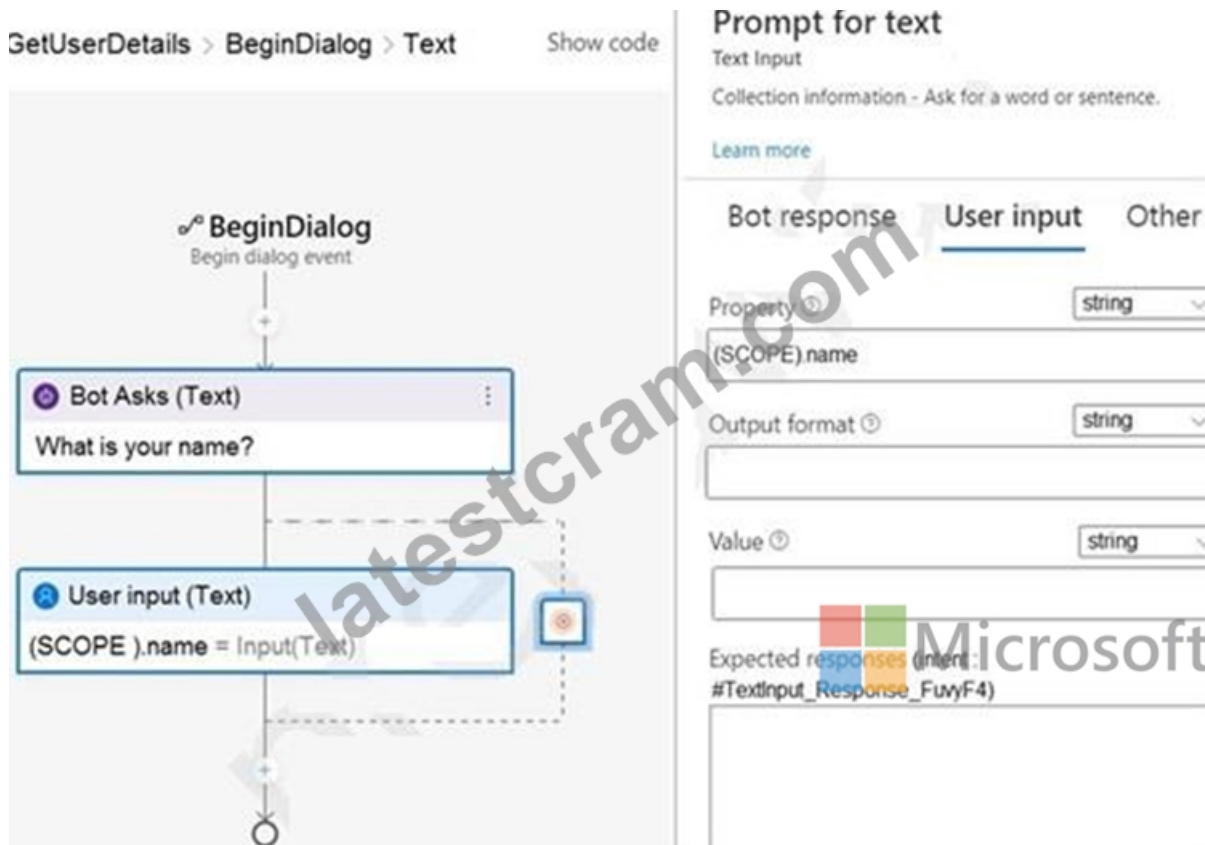 GetUserDetails > BeginDialog > Text
Show code
BeginDialog
Begin dialog event
Bot Asks (Text)
What is your name?
User input (Text)
(SCOPE ).name = Input(Text)
Prompt for text
Text Input
Collection information - Ask for a word or sentence.
Learn more
Bot response
User input
Other
Property
string
(SCOPE).name
Output format
string
Value
string
Expected responses (intent :
#TextInput_Response_FuvyF4)
latestcram.com
Microsoft